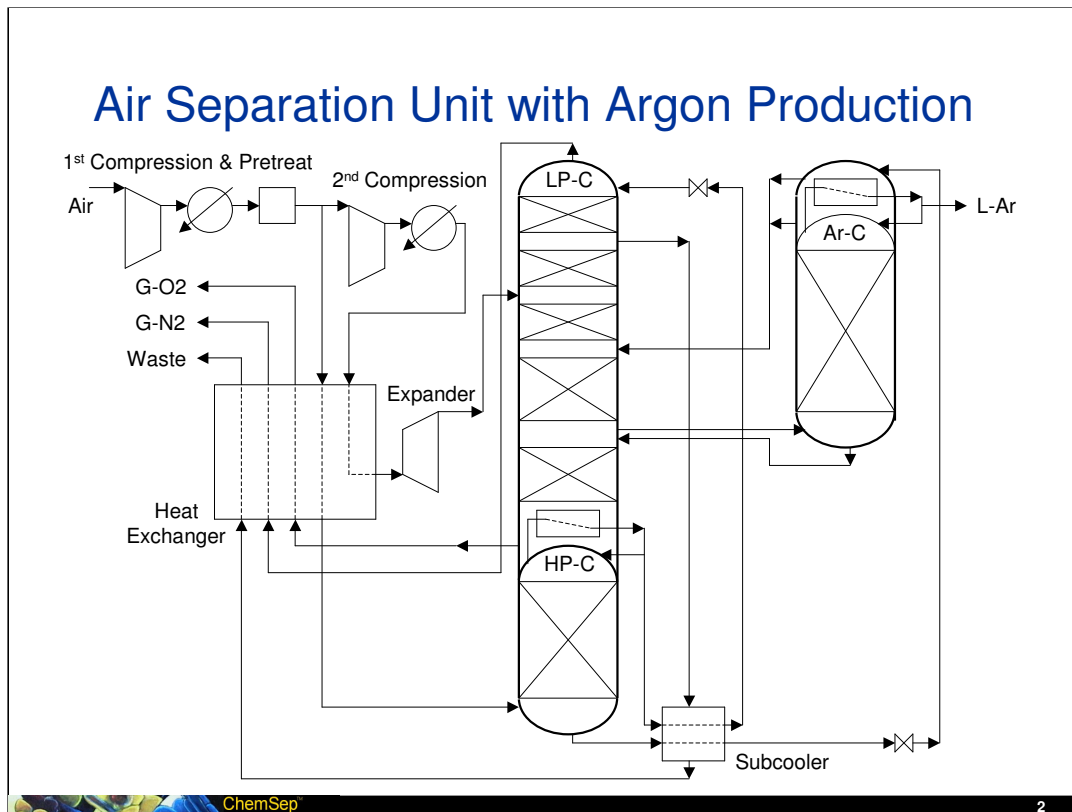 Air Separation Unit with Argon Production
1st Compression & Pretreat
2nd Compression
Air
LP-C
L-Ar
Ar-C
G-O2
G-N2
Waste
Expander
Heat
Exchanger
HP-C
Subcooler
ChemSep™
2